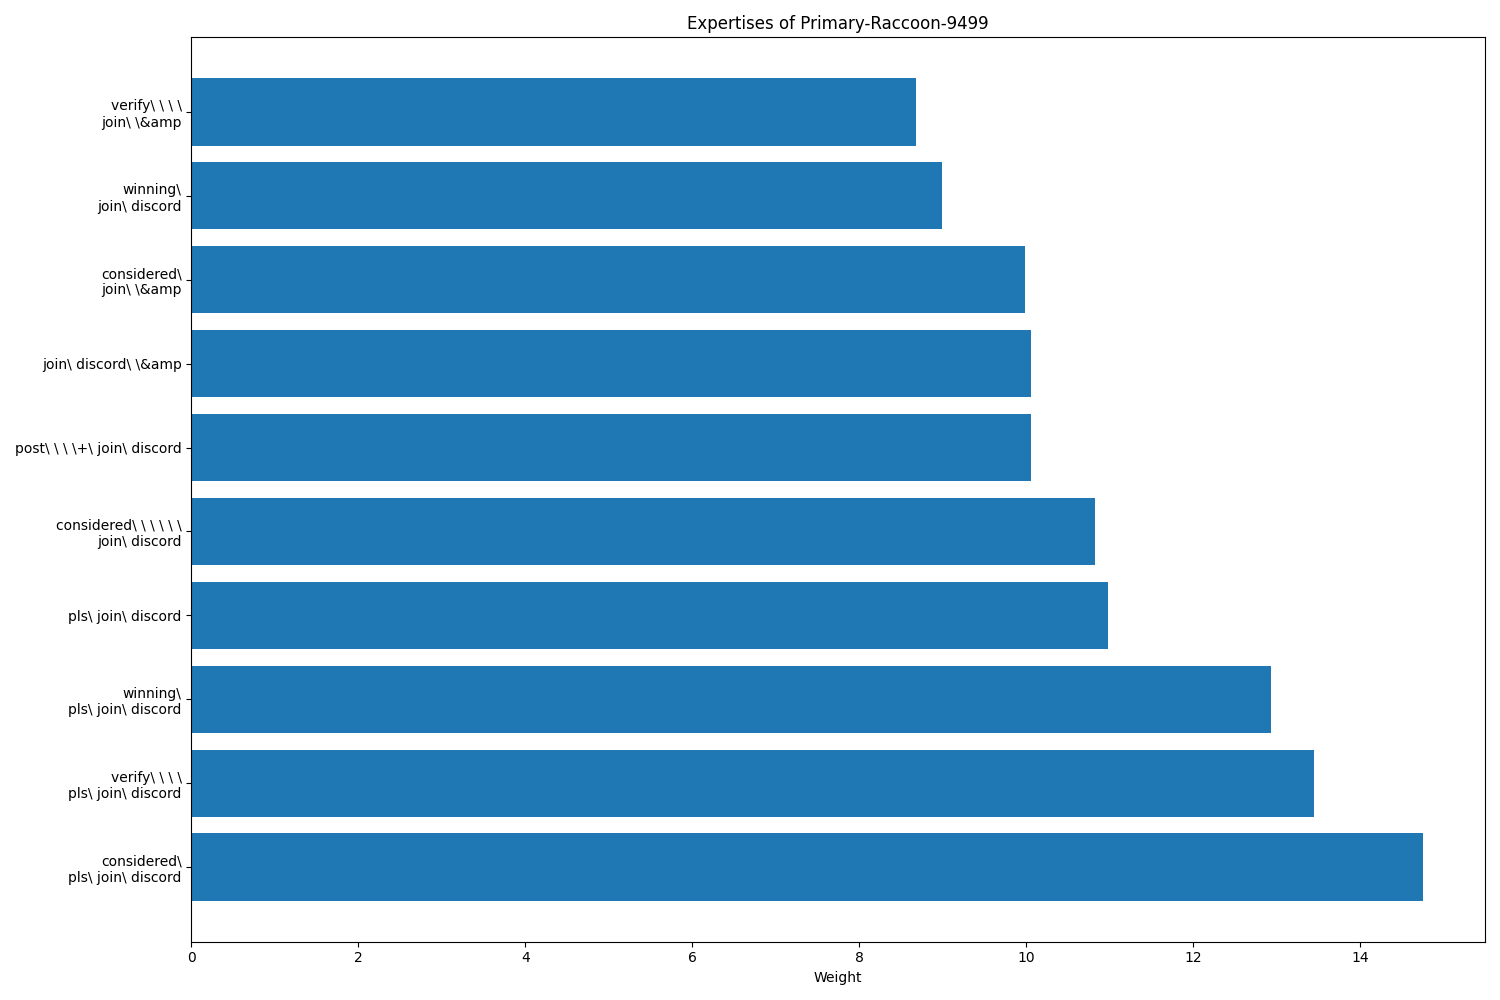 Expertises of Primary-Raccoon-9499
verify\ \ \ \
join\ \&amp
winning\
join\ discord
considered\
join\ \&amp
join\ discord\ \&amp
post\ \ \ \+\ join\ discord
considered\ \ \ \ \ \
join\ discord
pls\ join\ discord
winning\
pls\ join\ discord
verify\ \ \ \
pls\ join\ discord
considered\
pls\ join\ discord
0 2 4 6 8 10 12 14
Weight